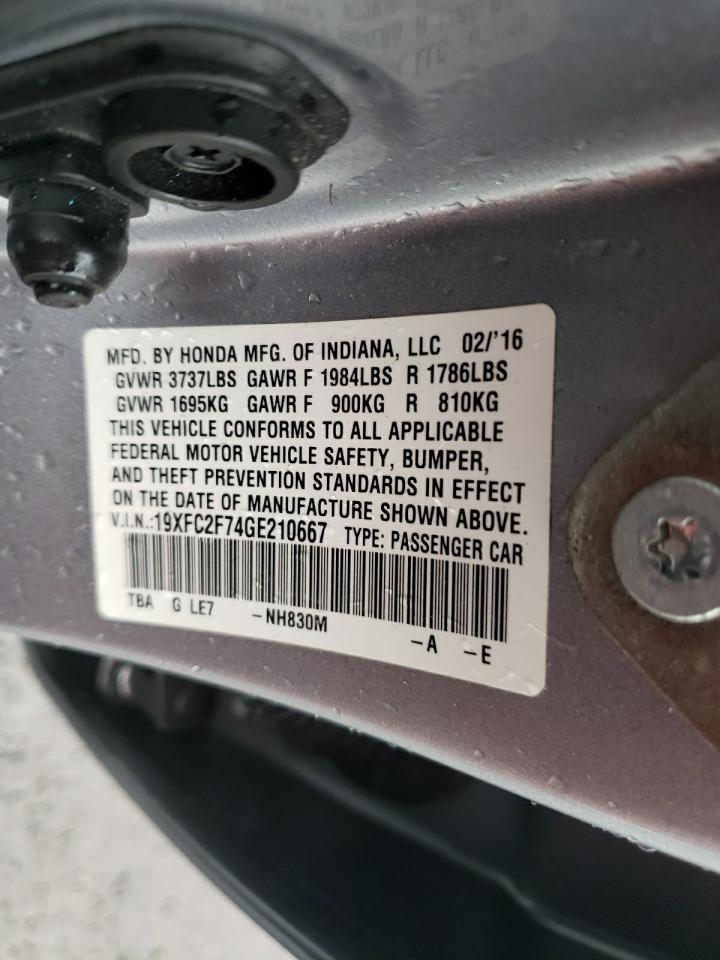 MFD. BY HONDA MFG. OF INDIANA, LLC 02/'16
GVWR 3737LBS GAWR F 1984LBS R 1786LBS
GVWR 1695KG GAWR F 900KG R 810KG
THIS VEHICLE CONFORMS TO ALL APPLICABLE
FEDERAL MOTOR VEHICLE SAFETY, BUMPER,
AND THEFT PREVENTION STANDARDS IN EFFECT
ON THE DATE OF MANUFACTURE SHOWN ABOVE.
V.I.N.:19XFC2F74GE210667 TYPE: PASSENGER CAR
TBA G LE7 -NH830M -A -E